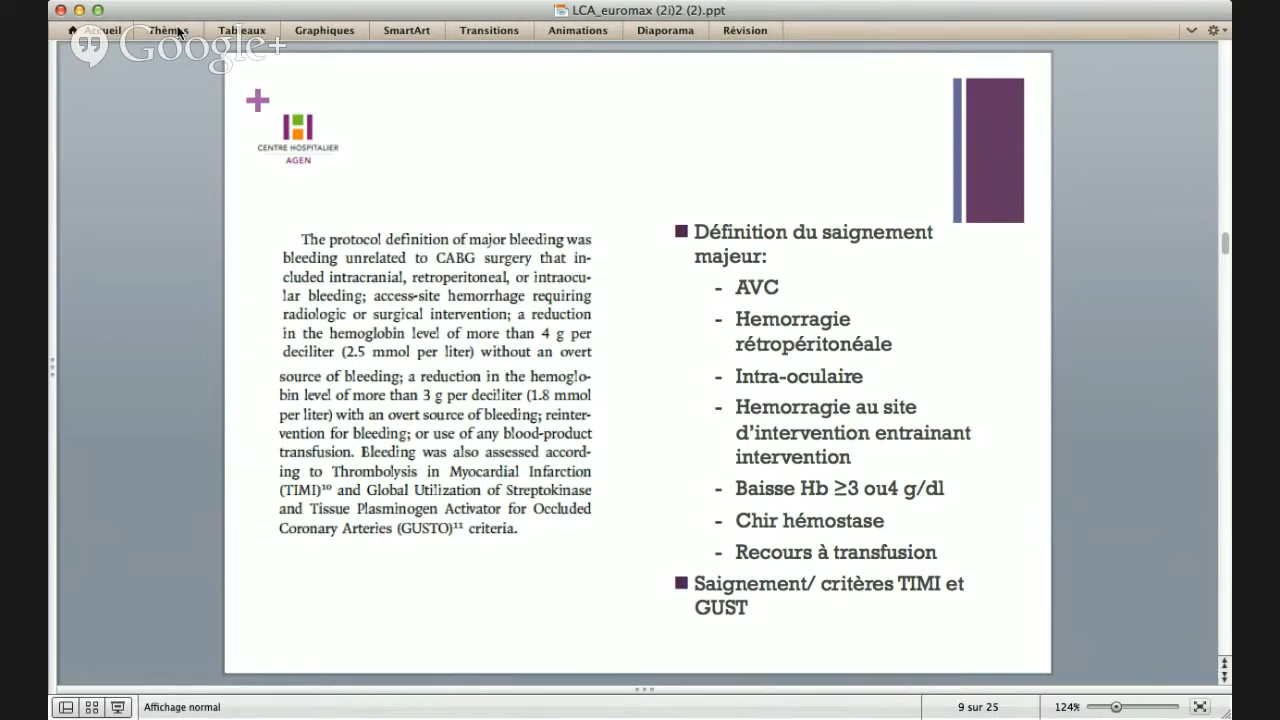 LCA_euromax (2i)2 (2).ppt
Accueil Thèmes Tableaux Graphiques SmartArt Transitions Animations Diaporama Révision
Google+
CENTRE HOSPITALIER
AGEN
The protocol definition of major bleeding was
bleeding unrelated to CABG surgery that in-
cluded intracranial, retroperitoneal, or intraocu-
lar bleeding; access-site hemorrhage requiring
radiologic or surgical intervention; a reduction
in the hemoglobin level of more than 4 g per
deciliter (2.5 mmol per liter) without an overt
source of bleeding; a reduction in the hemoglo-
bin level of more than 3 g per deciliter (1.8 mmol
per liter) with an overt source of bleeding; reinter-
vention for bleeding; or use of any blood-product
transfusion. Bleeding was also assessed accord-
ing to Thrombolysis in Myocardial Infarction
(TIMI)¹⁰ and Global Utilization of Streptokinase
and Tissue Plasminogen Activator for Occluded
Coronary Arteries (GUSTO)¹¹ criteria.
Définition du saignement
majeur:
- AVC
- Hemorragie
rétropéritonéale
- Intra-oculaire
- Hemorragie au site
d'intervention entrainant
intervention
- Baisse Hb ≥3 ou4 g/dl
- Chir hémostase
- Recours à transfusion
Saignement/ critères TIMI et
GUST
Affichage normal
9 sur 25
124%